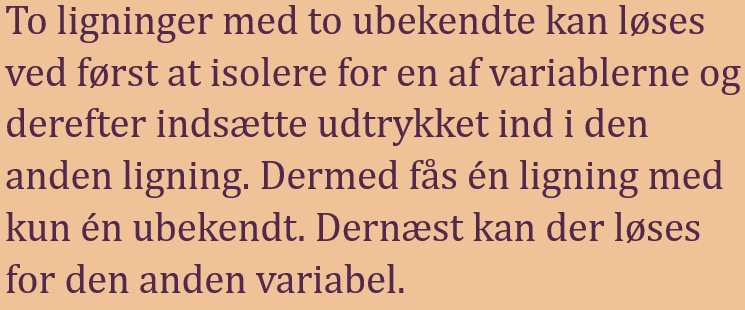 To ligninger med to ubekendte kan løses
ved først at isolere for en af variablerne og
derefter indsætte udtrykket ind i den
anden ligning. Dermed fås én ligning med
kun én ubekendt. Dernæst kan der løses
for den anden variabel.